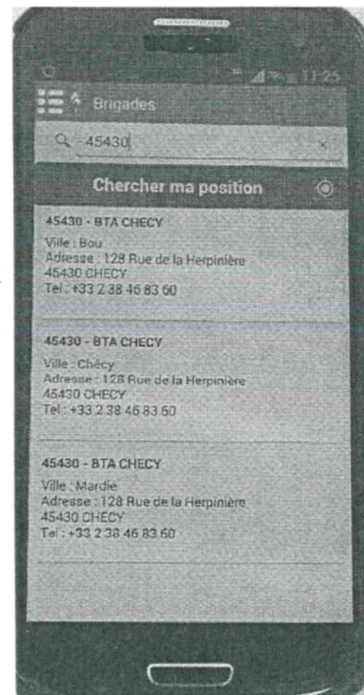 11:25
Brigades
45430
×
Chercher ma position
45430 - BTA CHECY
Ville : Bou
Adresse : 128 Rue de la Herpinière
45430 CHECY
Tel : +33 2 38 46 83 60
45430 - BTA CHECY
Ville : Chécy
Adresse : 128 Rue de la Herpinière
45430 CHECY
Tel : +33 2 38 46 83 60
45430 - BTA CHECY
Ville : Mardié
Adresse : 128 Rue de la Herpinière
45430 CHECY
Tel : +33 2 38 46 83 60